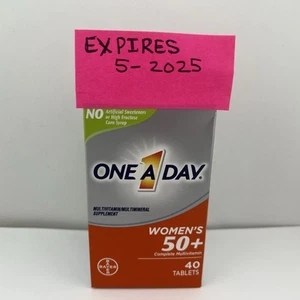 EXPIRES
5-2025
NO Artificial Sweeteners
or High Fructose
Corn Syrup
ONE A DAY
1
MULTIVITAMIN/MULTIMINERAL
SUPPLEMENT
WOMEN'S
50+
Complete Multivitamin
BAYER
40
TABLETS